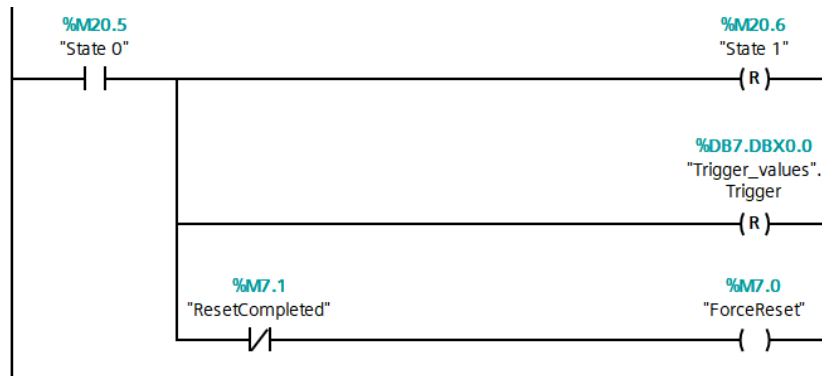 %M20.5
"State 0"
%M20.6
"State 1"
R
%DB7.DBX0.0
"Trigger_values".
Trigger
R
%M7.1
"ResetCompleted"
%M7.0
"ForceReset"